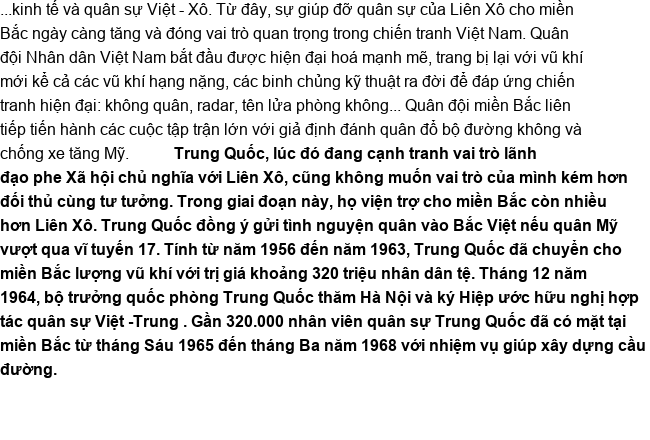 ...kinh tế và quân sự Việt - Xô. Từ đây, sự giúp đỡ quân sự của Liên Xô cho miền
Bắc ngày càng tăng và đóng vai trò quan trọng trong chiến tranh Việt Nam. Quân
đội Nhân dân Việt Nam bắt đầu được hiện đại hoá mạnh mẽ, trang bị lại với vũ khí
mới kể cả các vũ khí hạng nặng, các binh chủng kỹ thuật ra đời để đáp ứng chiến
tranh hiện đại: không quân, radar, tên lửa phòng không... Quân đội miền Bắc liên
tiếp tiến hành các cuộc tập trận lớn với giả định đánh quân đổ bộ đường không và
chống xe tăng Mỹ. Trung Quốc, lúc đó đang cạnh tranh vai trò lãnh
đạo phe Xã hội chủ nghĩa với Liên Xô, cũng không muốn vai trò của mình kém hơn
đối thủ cùng tư tưởng. Trong giai đoạn này, họ viện trợ cho miền Bắc còn nhiều
hơn Liên Xô. Trung Quốc đồng ý gửi tình nguyện quân vào Bắc Việt nếu quân Mỹ
vượt qua vĩ tuyến 17. Tính từ năm 1956 đến năm 1963, Trung Quốc đã chuyển cho
miền Bắc lượng vũ khí với trị giá khoảng 320 triệu nhân dân tệ. Tháng 12 năm
1964, bộ trưởng quốc phòng Trung Quốc thăm Hà Nội và ký Hiệp ước hữu nghị hợp
tác quân sự Việt -Trung . Gần 320.000 nhân viên quân sự Trung Quốc đã có mặt tại
miền Bắc từ tháng Sáu 1965 đến tháng Ba năm 1968 với nhiệm vụ giúp xây dựng cầu
đường.